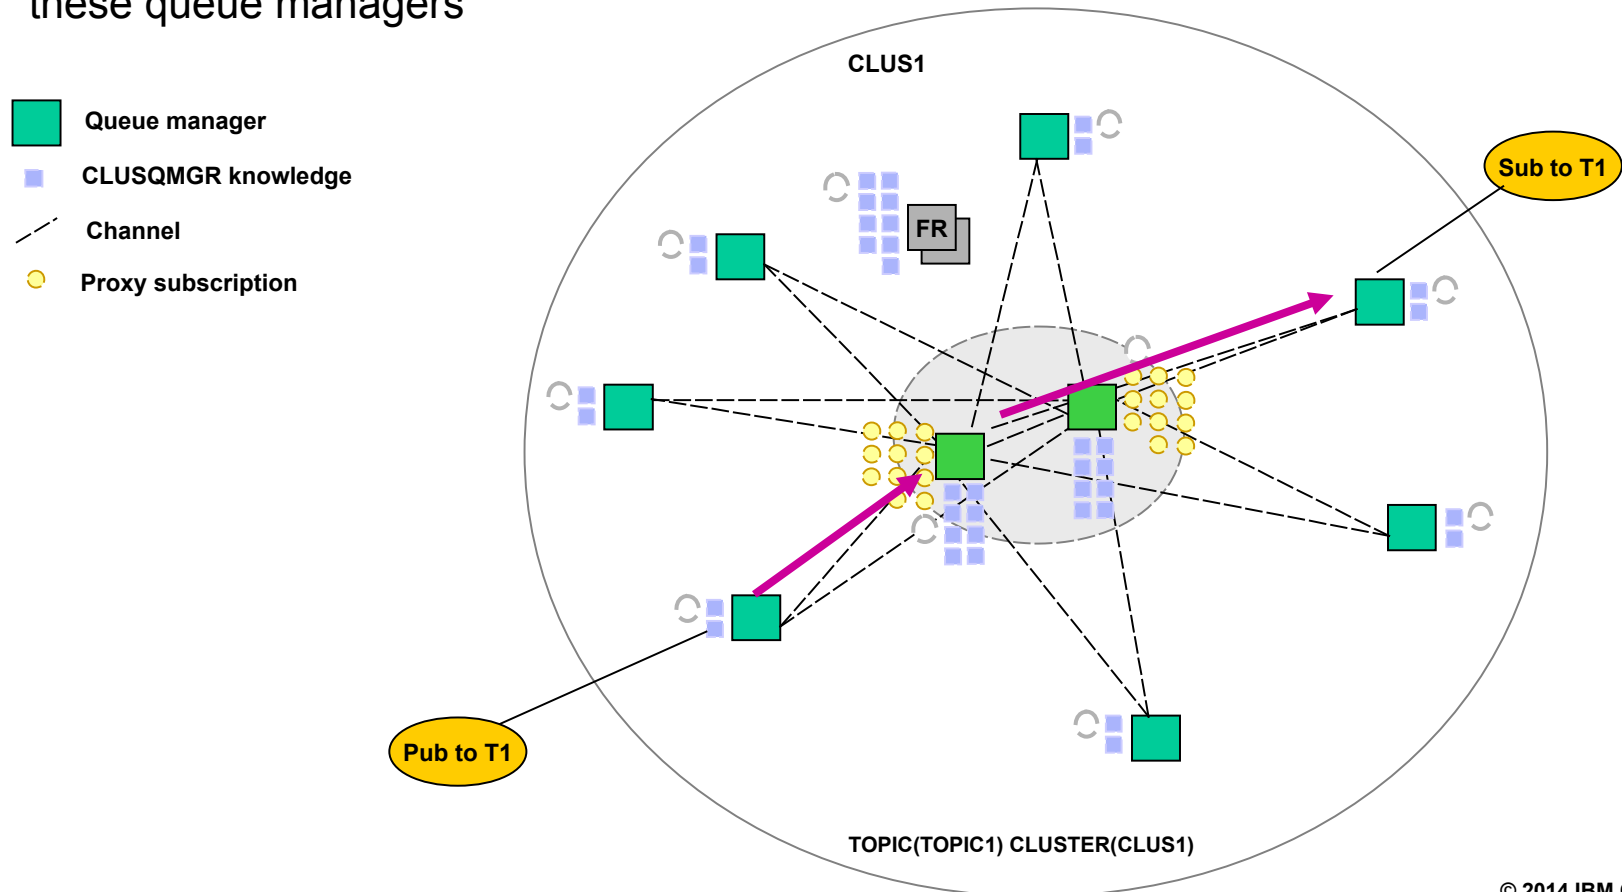 these queue managers
CLUS1
Queue manager
CLUSQMGR knowledge
Channel
Proxy subscription
FR
Sub to T1
Pub to T1
TOPIC(TOPIC1) CLUSTER(CLUS1)
© 2014 IBM